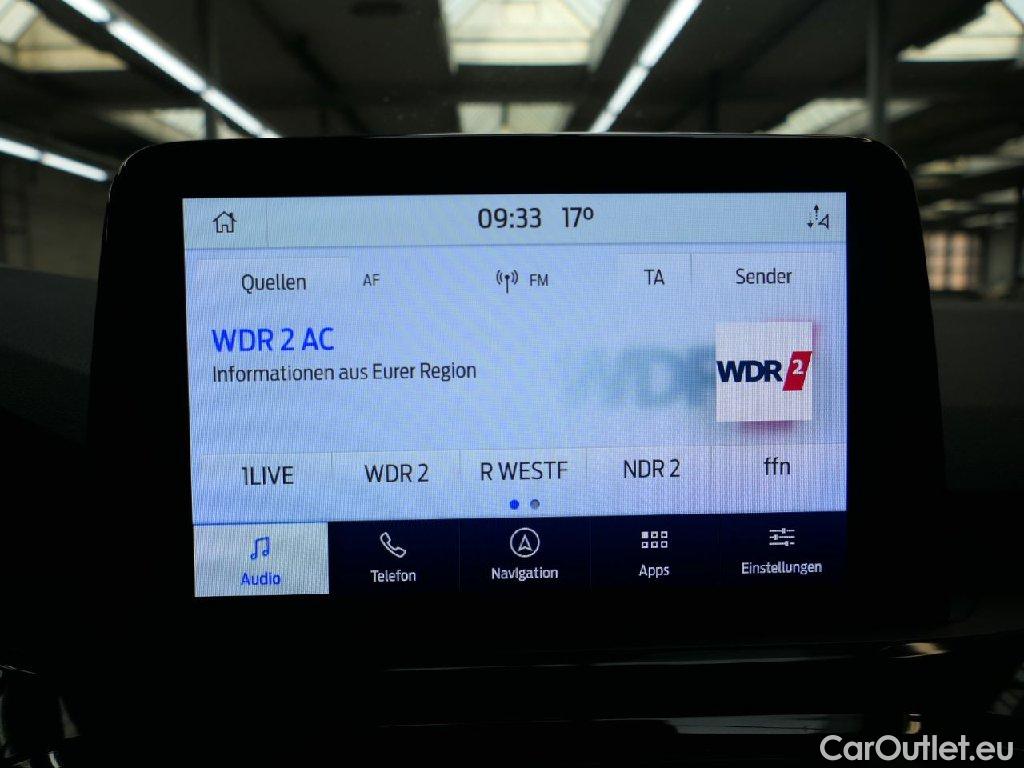 09:33 17º
Quellen AF FM TA Sender
WDR 2 AC
Informationen aus Eurer Region
WDR 2
1LIVE WDR 2 R WESTF NDR 2 ffn
Audio Telefon Navigation Apps Einstellungen
CarOutlet.eu